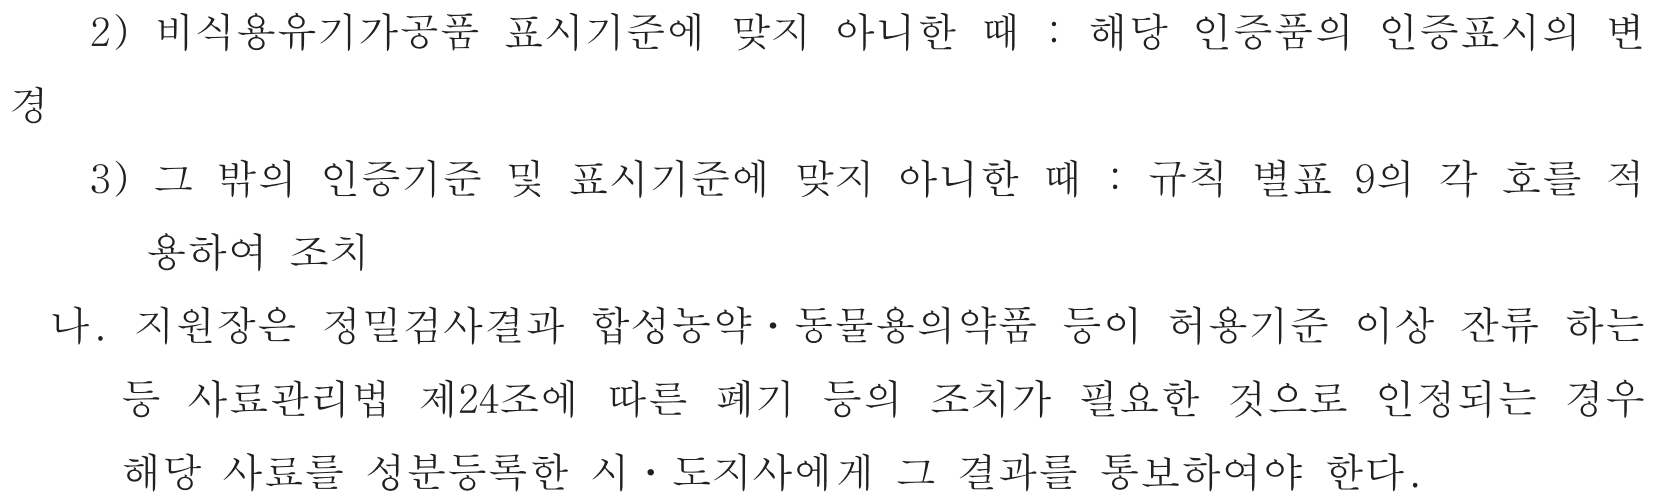 2) 비식용유기가공품 표시기준에 맞지 아니한 때 : 해당 인증품의 인증표시의 변
경
3) 그 밖의 인증기준 및 표시기준에 맞지 아니한 때 : 규칙 별표 9의 각 호를 적
용하여 조치
나. 지원장은 정밀검사결과 합성농약·동물용의약품 등이 허용기준 이상 잔류 하는
등 사료관리법 제24조에 따른 폐기 등의 조치가 필요한 것으로 인정되는 경우
해당 사료를 성분등록한 시·도지사에게 그 결과를 통보하여야 한다.